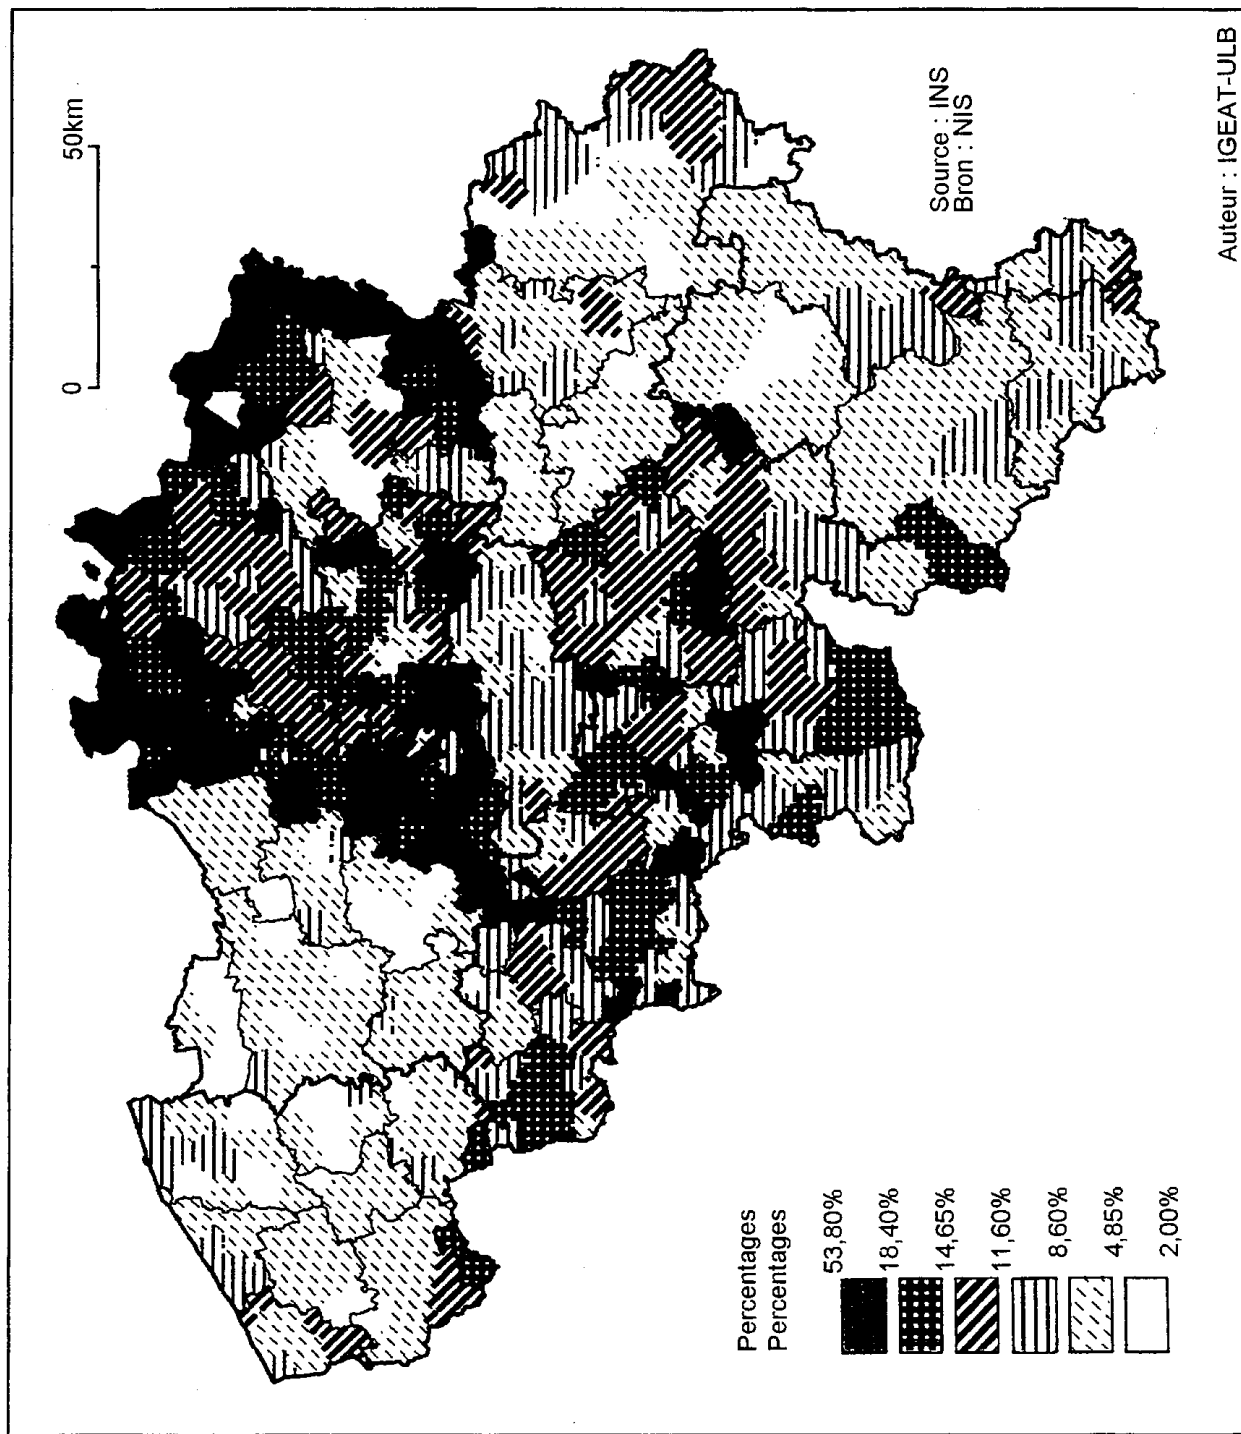 0
50km
Source : INS
Bron : NIS
Auteur : IGEAT-ULB
Percentages
Percentages
53,80%
18,40%
14,65%
11,60%
8,60%
4,85%
2,00%